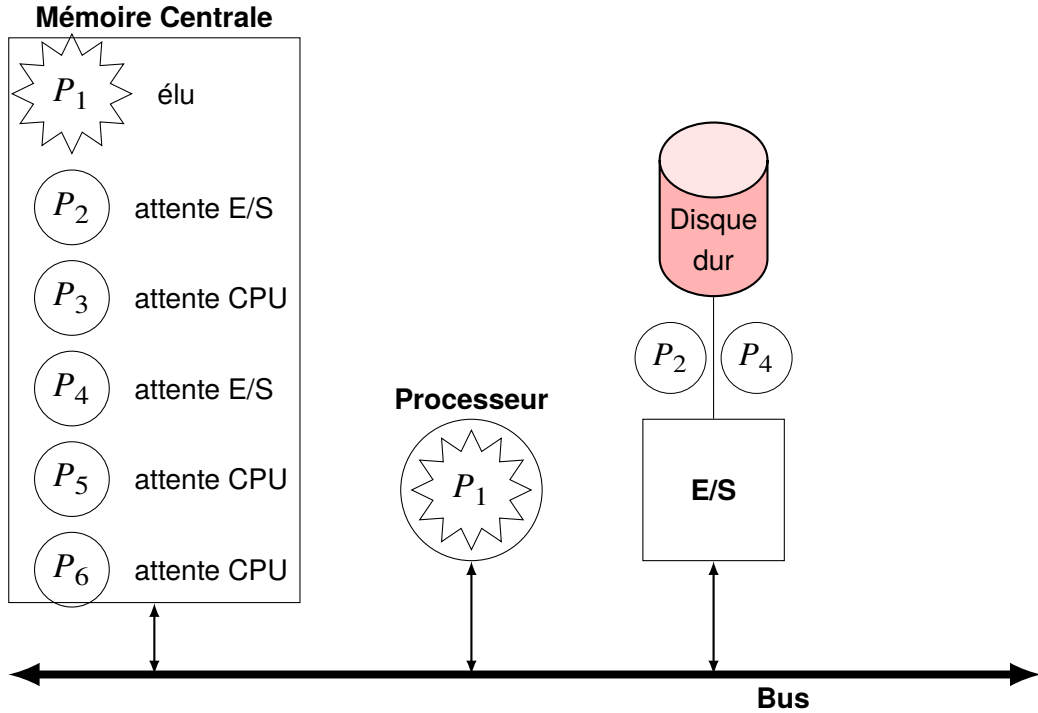 Mémoire Centrale
P1 élu
P2 attente E/S
P3 attente CPU
P4 attente E/S
P5 attente CPU
P6 attente CPU
Processeur
P1
Disque
dur
P2 P4
E/S
Bus